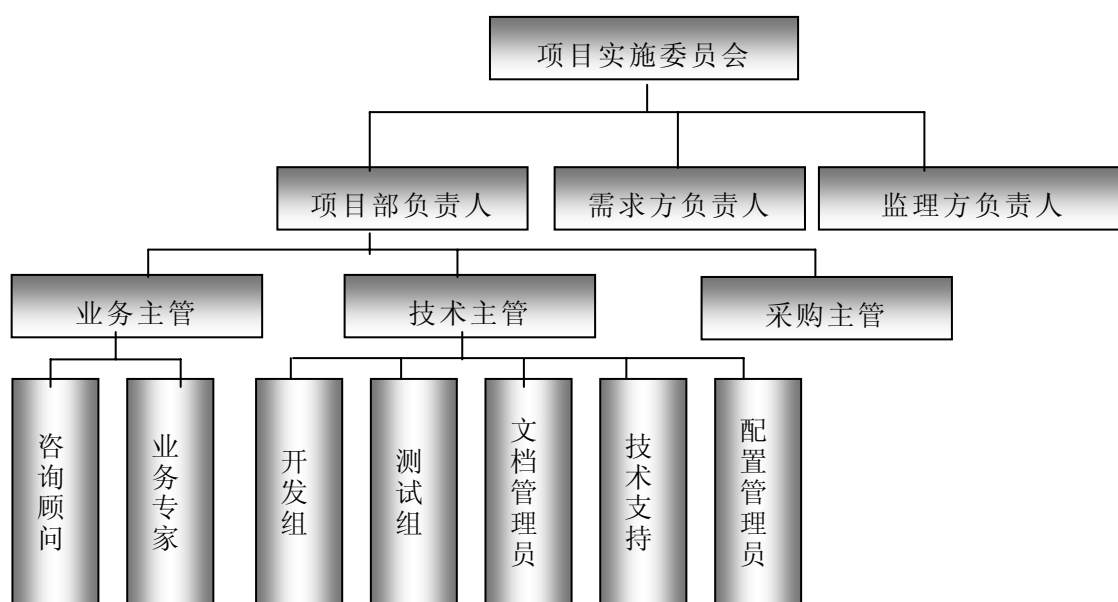 项目实施委员会
项目部负责人
需求方负责人
监理方负责人
业务主管
技术主管
采购主管
咨询顾问
业务专家
开发组
测试组
文档管理员
技术支持
配置管理员